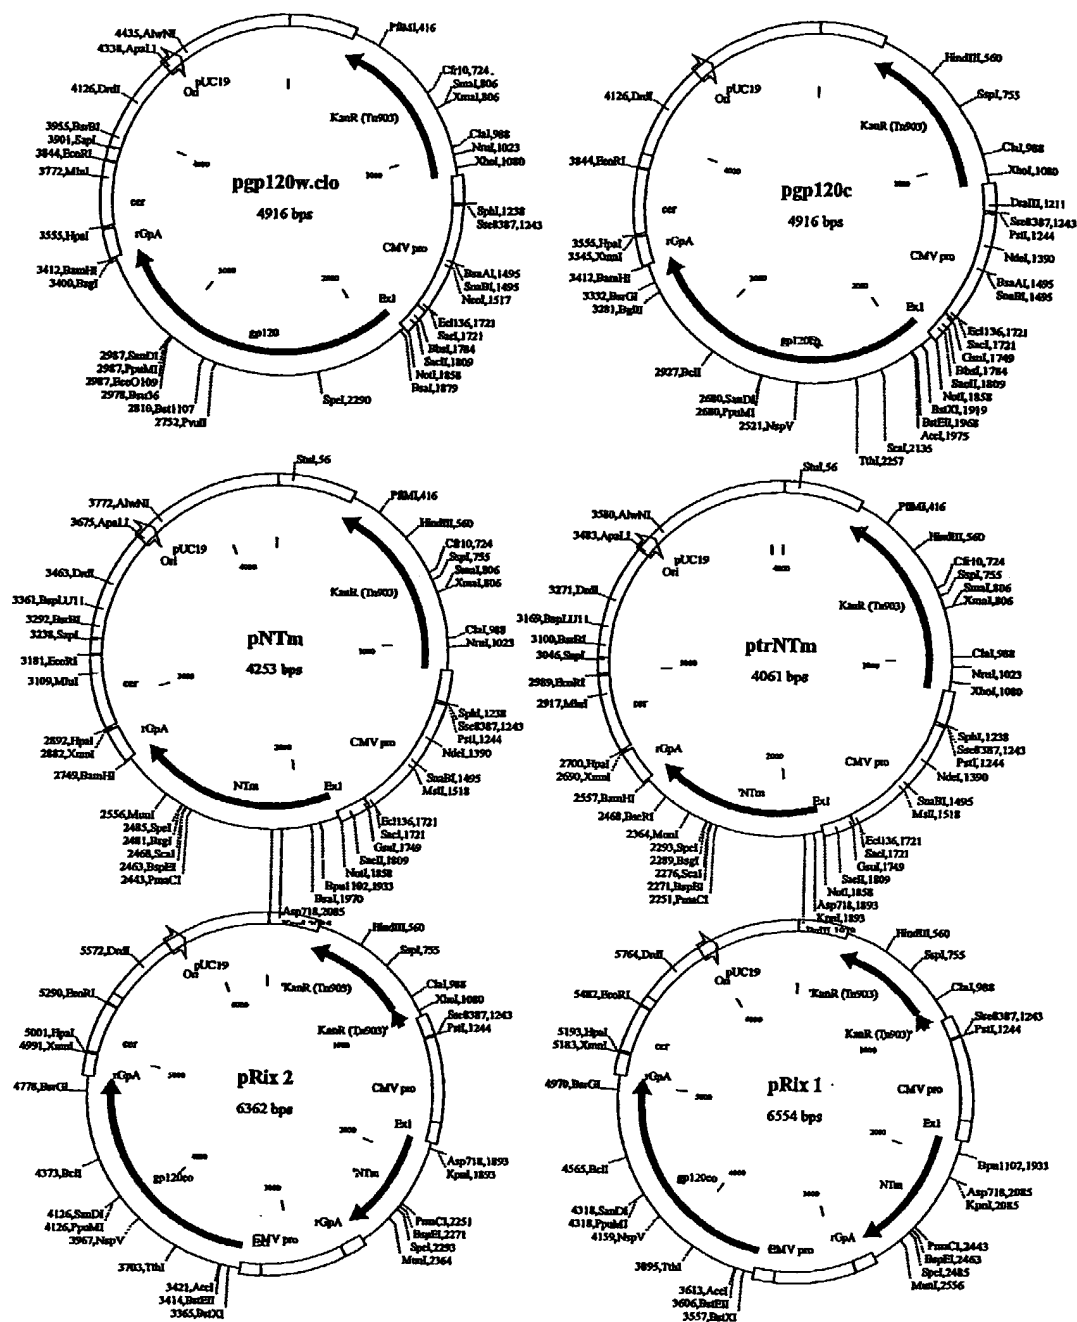 pgp120w.clo
4916 bps
4435,AlwNI
4338,ApaLI
pUC19
Ori
4126,DrdI
3955,BsrBI
3901,SapI
3844,EcoRI
3772,MluI
cer
3555,HpaI
rGpA
3412,BamHI
3400,BsgI
2987,SanDI
2987,PpuMI
2987,EcoO109
2978,Bsu36
2810,Bst1107
2752,PvuII
gp120
SpeI,2290
PflMI,416
Cfr10,724
SmaI,806
XmaI,806
KanR (Tn903)
ClaI,988
NruI,1023
XhoI,1080
SphI,1238
Sse8387,1243
CMV pro
BsaAI,1495
SnaBI,1495
NcoI,1517
Ex1
Ecl136,1721
SacI,1721
BbsI,1784
SacII,1809
NotI,1858
BsaI,1879
pgp120c
4916 bps
pUC19
Ori
4126,DrdI
3844,EcoRI
cer
3555,HpaI
3545,XmnI
rGpA
3412,BamHI
3332,BsrGI
3281,BglII
2927,BclI
2680,SanDI
2680,PpuMI
2521,NspV
HindIII,560
SspI,755
KanR (Tn903)
ClaI,988
XhoI,1080
DraIII,1211
Sse8387,1243
PstI,1244
NdeI,1390
CMV pro
BsaAI,1495
SnaBI,1495
Ex1
Ecl136,1721
SacI,1721
GsuI,1749
BbsI,1784
SacII,1809
NotI,1858
BstXI,1919
BstEII,1968
AccI,1975
ScaI,2135
TthI,2257
pNTm
4253 bps
StuI,56
3772,AlwNI
3675,ApaLI
pUC19
Ori
3463,DrdI
3361,BspLU11
3292,BsrBI
3238,SapI
3181,EcoRI
3109,MluI
cer
2892,HpaI
2882,XmnI
rGpA
2749,BamHI
NTm
2556,MunI
2485,SpeI
2481,BsgI
2468,ScaI
2463,BspEI
2443,PmaCI
PflMI,416
HindIII,560
Cfr10,724
SspI,755
SmaI,806
XmaI,806
KanR (Tn903)
ClaI,988
NruI,1023
SphI,1238
Sse8387,1243
PstI,1244
NdeI,1390
CMV pro
SnaBI,1495
MslI,1518
Ex1
Ecl136,1721
SacI,1721
GsuI,1749
SacII,1809
NotI,1858
Bpu1102,1933
BsaI,1970
Asp718,2085
ptrNTm
4061 bps
StuI,56
3580,AlwNI
3483,ApaLI
pUC19
Ori
3271,DrdI
3169,BspLU11
3100,BsrBI
3046,SapI
2989,EcoRI
2917,MluI
cer
2700,HpaI
2690,XmnI
rGpA
2557,BamHI
'NTm
2468,BseRI
2364,MunI
2293,SpeI
2289,BsgI
2276,ScaI
2271,BspEI
2251,PmaCI
PflMI,416
HindIII,560
Cfr10,724
SspI,755
SmaI,806
XmaI,806
KanR (Tn903)
ClaI,988
NruI,1023
XhoI,1080
SphI,1238
Sse8387,1243
PstI,1244
NdeI,1390
CMV pro
SnaBI,1495
MslI,1518
Ex1
Ecl136,1721
SacI,1721
GsuI,1749
SacII,1809
NotI,1858
Asp718,1893
KpnI,1893
pRix 2
6362 bps
5572,DrdI
pUC19
Ori
5290,EcoRI
cer
5001,HpaI
4991,XmnI
rGpA
4778,BsrGI
4373,BclI
gp120co
4126,SanDI
4126,PpuMI
3967,NspV
3703,TthI
3421,AccI
3414,BstEII
3365,BstXI
HindIII,560
SspI,755
'KanR (Tn903)
KanR (Tn903)'
ClaI,988
XhoI,1080
Sse8387,1243
PstI,1244
CMV pro
Ex1
Asp718,1893
KpnI,1893
'NTm
rGpA
CMV pro
PmaCI,2251
BspEI,2271
SpeI,2293
MunI,2364
pRix 1
6554 bps
5764,DrdI
pUC19
Ori
5482,EcoRI
cer
5193,HpaI
5183,XmnI
rGpA
4970,BsrGI
4565,BclI
gp120co
4318,SanDI
4318,PpuMI
4159,NspV
3895,TthI
3613,AccI
3606,BstEII
3557,BstXI
HindIII,560
SspI,755
'KanR (Tn903)
KanR (Tn903)'
ClaI,988
Sse8387,1243
PstI,1244
CMV pro
Ex1
Bpu1102,1933
Asp718,2085
KpnI,2085
NTm
rGpA
CMV pro
PmaCI,2443
BspEI,2463
SpeI,2485
MunI,2556